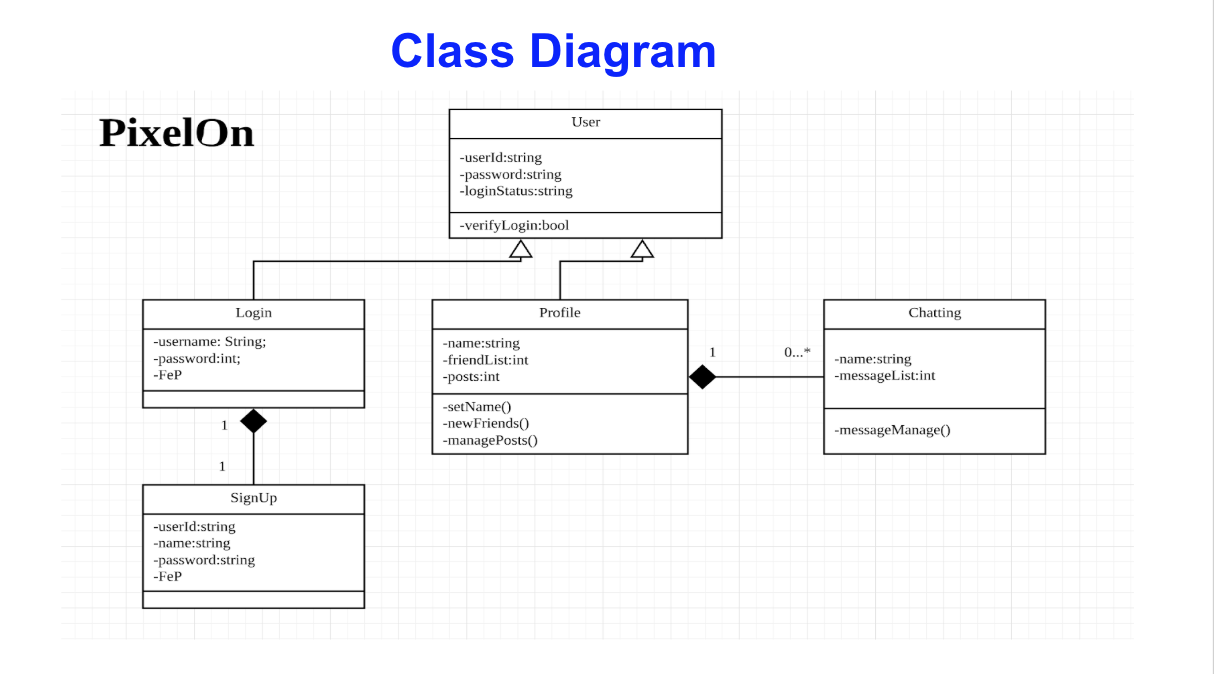 Class Diagram
PixelOn
User
-userId:string
-password:string
-loginStatus:string
-verifyLogin:bool
Login
-username: String;
-password:int;
-FeP
Profile
-name:string
-friendList:int
-posts:int
-setName()
-newFriends()
-managePosts()
1
0...*
Chatting
-name:string
-messageList:int
-messageManage()
1
1
SignUp
-userId:string
-name:string
-password:string
-FeP